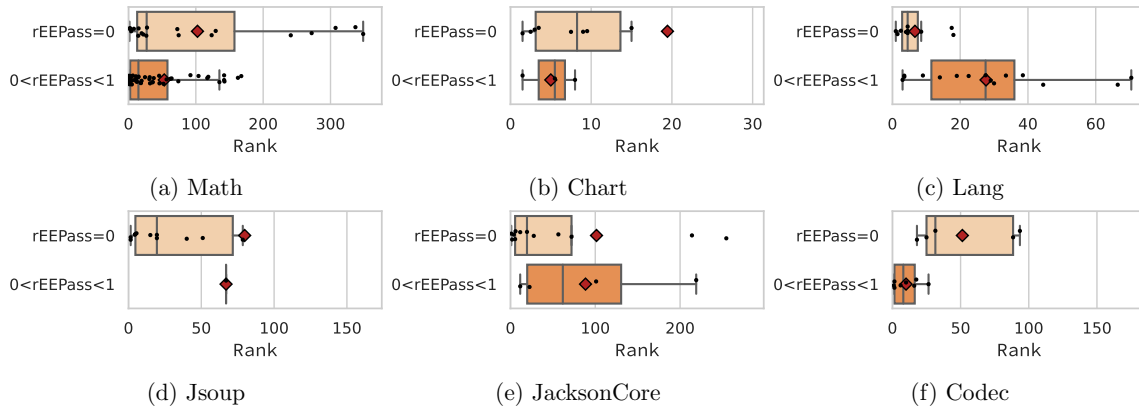 rEEPass=0
0<rEEPass<1
0 100 200 300
Rank
(a) Math
rEEPass=0
0<rEEPass<1
0 10 20 30
Rank
(b) Chart
rEEPass=0
0<rEEPass<1
0 20 40 60
Rank
(c) Lang
rEEPass=0
0<rEEPass<1
0 50 100 150
Rank
(d) Jsoup
rEEPass=0
0<rEEPass<1
0 100 200
Rank
(e) JacksonCore
rEEPass=0
0<rEEPass<1
0 50 100 150
Rank
(f) Codec